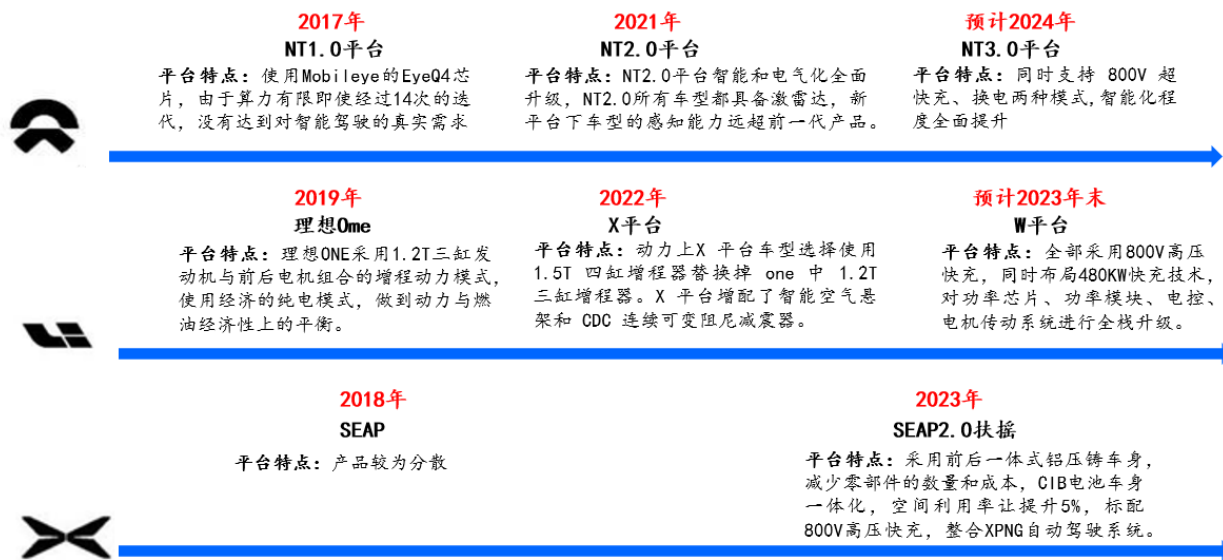 2017年
NT1.0平台
平台特点：使用Mobileye的EyeQ4芯
片，由于算力有限即使经过14次的迭
代，没有达到对智能驾驶的真实需求
2021年
NT2.0平台
平台特点：NT2.0平台智能和电气化全面
升级，NT2.0所有车型都具备激雷达，新
平台下车型的感知能力远超前一代产品。
预计2024年
NT3.0平台
平台特点：同时支持 800V 超
快充、换电两种模式,智能化程
度全面提升
2019年
理想Ome
平台特点：理想ONE采用1.2T三缸发
动机与前后电机组合的增程动力模式，
使用经济的纯电模式，做到动力与燃
油经济性上的平衡。
2022年
X平台
平台特点：动力上X 平台车型选择使用
1.5T 四缸增程器替换掉 one 中 1.2T
三缸增程器。X 平台增配了智能空气悬
架和 CDC 连续可变阻尼减震器。
预计2023年末
W平台
平台特点：全部采用800V高压
快充，同时布局480KW快充技术，
对功率芯片、功率模块、电控、
电机传动系统进行全栈升级。
2018年
SEAP
平台特点：产品较为分散
2023年
SEAP2.0扶摇
平台特点：采用前后一体式铝压铸车身，
减少零部件的数量和成本，CIB电池车身
一体化，空间利用率让提升5%，标配
800V高压快充，整合XPNG自动驾驶系统。